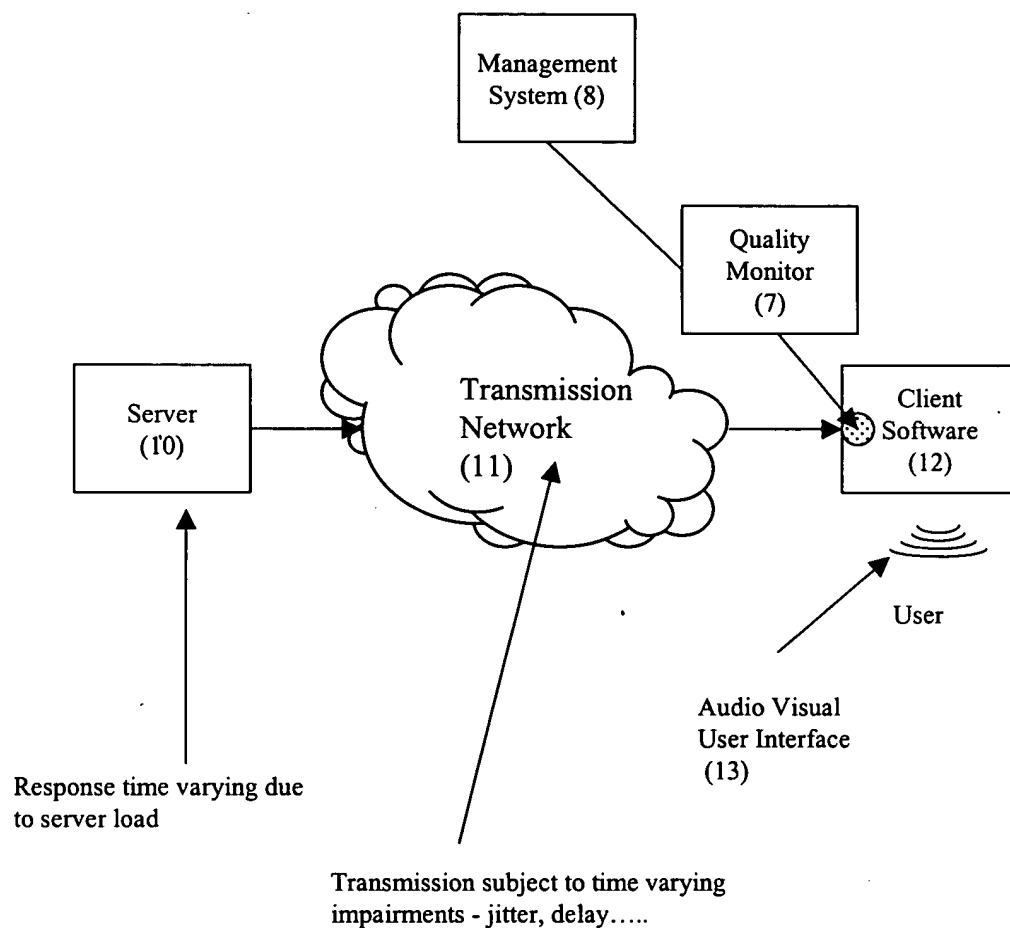 Management
System (8)
Quality
Monitor
(7)
Server
(10)
Transmission
Network
(11)
Client
Software
(12)
User
Audio Visual
User Interface
(13)
Response time varying due
to server load
Transmission subject to time varying
impairments - jitter, delay…..